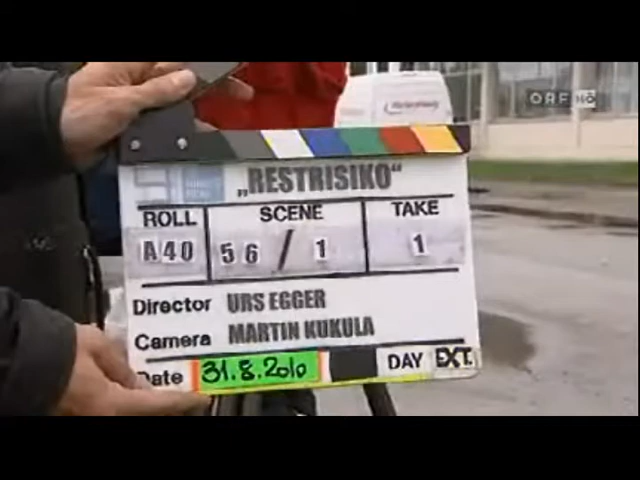 ORF HD
„RESTRISIKO“
ROLL SCENE TAKE
A40 56 / 1 1
Director URS EGGER
Camera MARTIN KUKULA
Date 31.8.2010 DAY EXT.